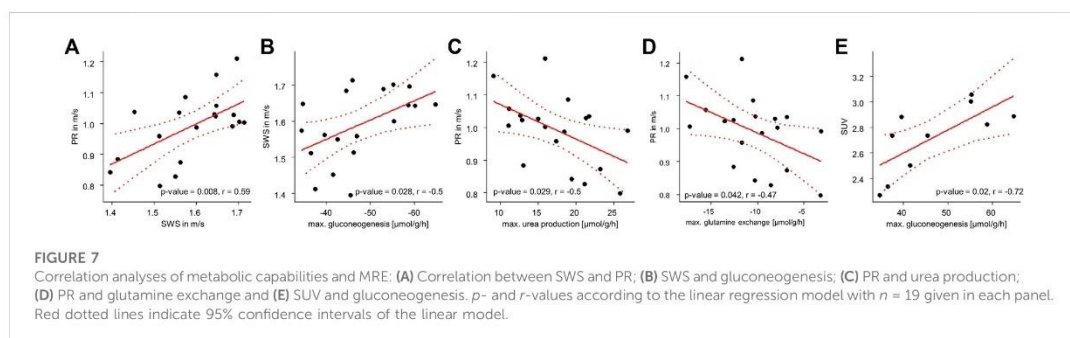 A
PR in m/s
1.2
1.1
1.0
0.9
0.8
p-value = 0.008, r = 0.59
1.4 1.5 1.6 1.7
SWS in m/s
B
SWS in m/s
1.7
1.6
1.5
1.4
p-value = 0.028, r = -0.5
-40 -50 -60
max. gluconeogenesis [µmol/g/h]
C
PR in m/s
1.2
1.1
1.0
0.9
0.8
p-value = 0.029, r = -0.5
10 15 20 25
max. urea production [µmol/g/h]
D
PR in m/s
1.2
1.1
1.0
0.9
0.8
p-value = 0.042, r = -0.47
-15 -10 -5
max. glutamine exchange [µmol/g/h]
E
SUV
3.2
3.0
2.8
2.6
2.4
p-value = 0.02, r = -0.72
40 50 60
max. gluconeogenesis [µmol/g/h]
FIGURE 7
Correlation analyses of metabolic capabilities and MRE: (A) Correlation between SWS and PR; (B) SWS and gluconeogenesis; (C) PR and urea production;
(D) PR and glutamine exchange and (E) SUV and gluconeogenesis. p- and r-values according to the linear regression model with n = 19 given in each panel.
Red dotted lines indicate 95% confidence intervals of the linear model.